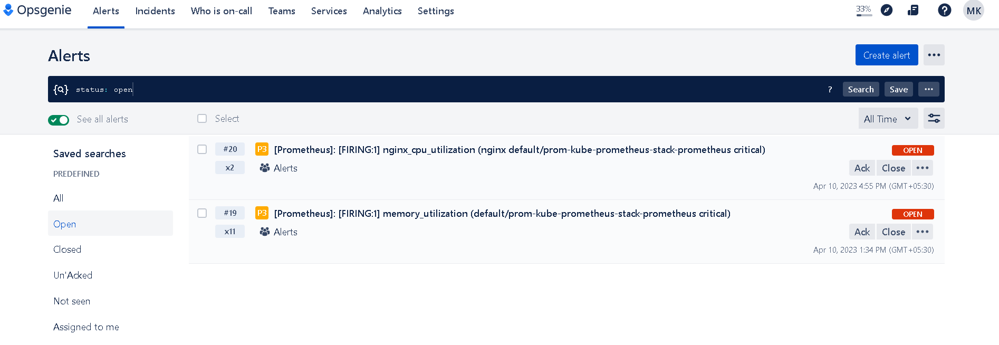 Opsgenie Alerts Incidents Who is on-call Teams Services Analytics Settings 33% ? MK
Alerts Create alert •••
{Q} status: open ? Search Save •••
See all alerts Select All Time
Saved searches
PREDEFINED
All
Open
Closed
Un'Acked
Not seen
Assigned to me
#20 P3 [Prometheus]: [FIRING:1] nginx_cpu_utilization (nginx default/prom-kube-prometheus-stack-prometheus critical) OPEN
x2 Alerts Ack Close •••
Apr 10, 2023 4:55 PM (GMT+05:30)
#19 P3 [Prometheus]: [FIRING:1] memory_utilization (default/prom-kube-prometheus-stack-prometheus critical) OPEN
x11 Alerts Ack Close •••
Apr 10, 2023 1:34 PM (GMT+05:30)